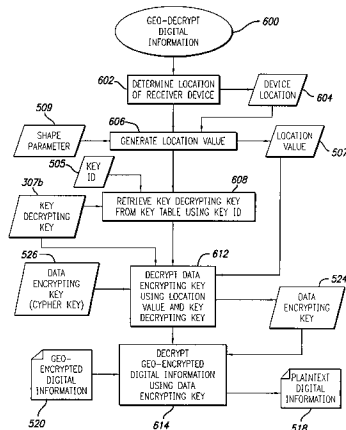 GEO-DECRYPT
DIGITAL
INFORMATION
600
602
DETERMINE LOCATION
OF RECEIVER DEVICE
DEVICE
LOCATION
604
509
606
SHAPE
PARAMETER
GENERATE LOCATION VALUE
LOCATION
VALUE
507
505
KEY
ID
608
307b
RETRIEVE KEY DECRYPTING KEY
FROM KEY TABLE USING KEY ID
KEY
DECRYPTING
KEY
612
526
DATA
ENCRYPTING
KEY
(CYPHER KEY)
DECRYPT DATA
ENCRYPTING KEY
USING LOCATION
VALUE AND KEY
DECRYPTING KEY
524
DATA
ENCRYPTING
KEY
GEO-
ENCRYPTED
DIGITAL
INFORMATION
520
DECRYPT
GEO-ENCRYPTED
DIGITAL INFORMATION
USING DATA
ENCRYPTING KEY
614
PLAINTEXT
DIGITAL
INFORMATION
518